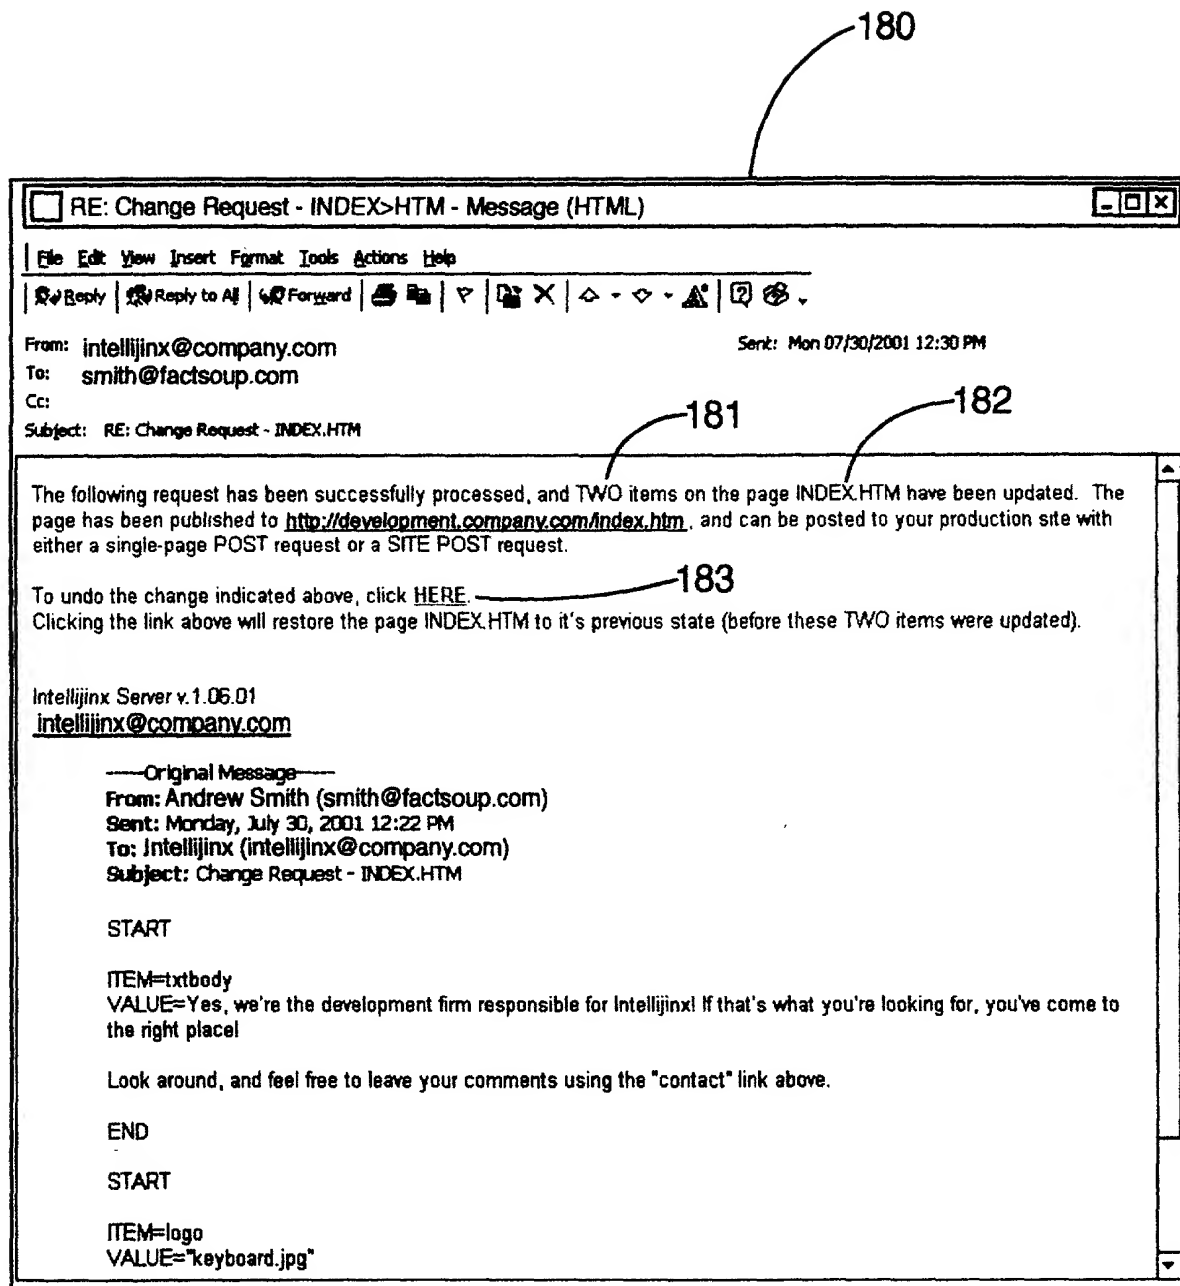 180
RE: Change Request - INDEX>HTM - Message (HTML)
File Edit View Insert Format Tools Actions Help
Reply Reply to All Forward
From: intellijinx@company.com Sent: Mon 07/30/2001 12:30 PM
To: smith@factsoup.com
Cc:
Subject: RE: Change Request - INDEX.HTM
181 182
The following request has been successfully processed, and TWO items on the page INDEX.HTM have been updated. The
page has been published to http://development.company.com/index.htm, and can be posted to your production site with
either a single-page POST request or a SITE POST request.
183
To undo the change indicated above, click HERE.
Clicking the link above will restore the page INDEX.HTM to it's previous state (before these TWO items were updated).
Intellijinx Server v.1.06.01
intellijinx@company.com
-----Original Message-----
From: Andrew Smith (smith@factsoup.com)
Sent: Monday, July 30, 2001 12:22 PM
To: Intellijinx (intellijinx@company.com)
Subject: Change Request - INDEX.HTM
START
ITEM=txtbody
VALUE=Yes, we're the development firm responsible for Intellijinx! If that's what you're looking for, you've come to
the right place!
Look around, and feel free to leave your comments using the "contact" link above.
END
START
ITEM=logo
VALUE="keyboard.jpg"